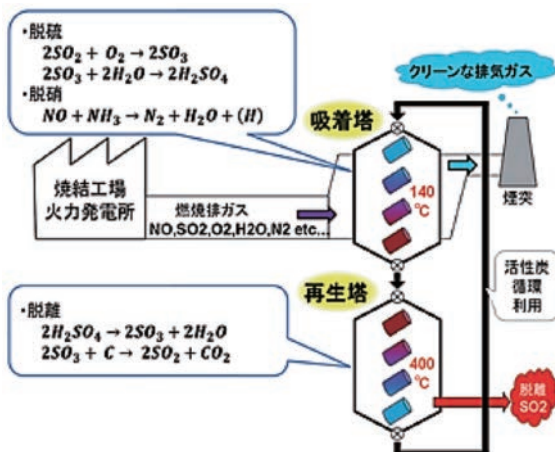 ・脱硫
2SO₂ + O₂ → 2SO₃
2SO₃ + 2H₂O → 2H₂SO₄
・脱硝
NO + NH₃ → N₂ + H₂O + (H)
クリーンな排気ガス
吸着塔
焼結工場
火力発電所
燃焼排ガス
NO,SO2,O2,H2O,N2 etc...
140
℃
煙突
活性炭
循環
利用
再生塔
・脱離
2H₂SO₄ → 2SO₃ + 2H₂O
2SO₃ + C → 2SO₂ + CO₂
400
℃
脱離
SO2